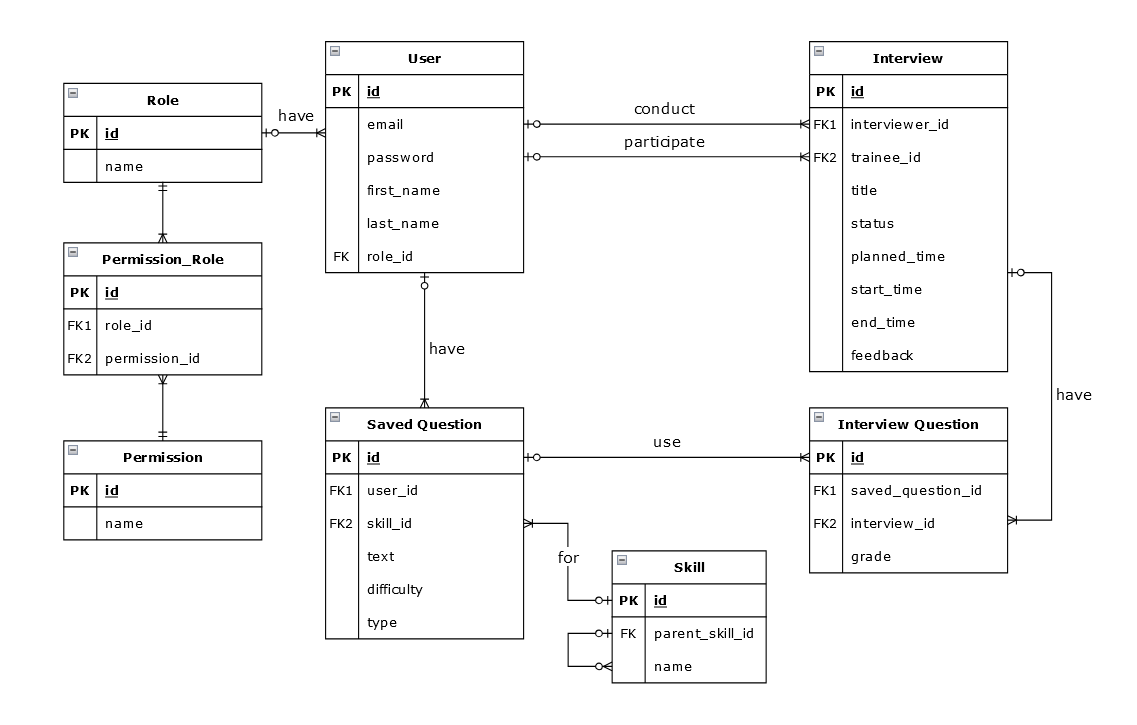 User
PK id
email
password
first_name
last_name
FK role_id
Interview
PK id
FK1 interviewer_id
FK2 trainee_id
title
status
planned_time
start_time
end_time
feedback
Role
PK id
name
have
conduct
participate
Permission_Role
PK id
FK1 role_id
FK2 permission_id
have
have
Permission
PK id
name
Saved Question
PK id
FK1 user_id
FK2 skill_id
text
difficulty
type
use
Interview Question
PK id
FK1 saved_question_id
FK2 interview_id
grade
for
Skill
PK id
FK parent_skill_id
name